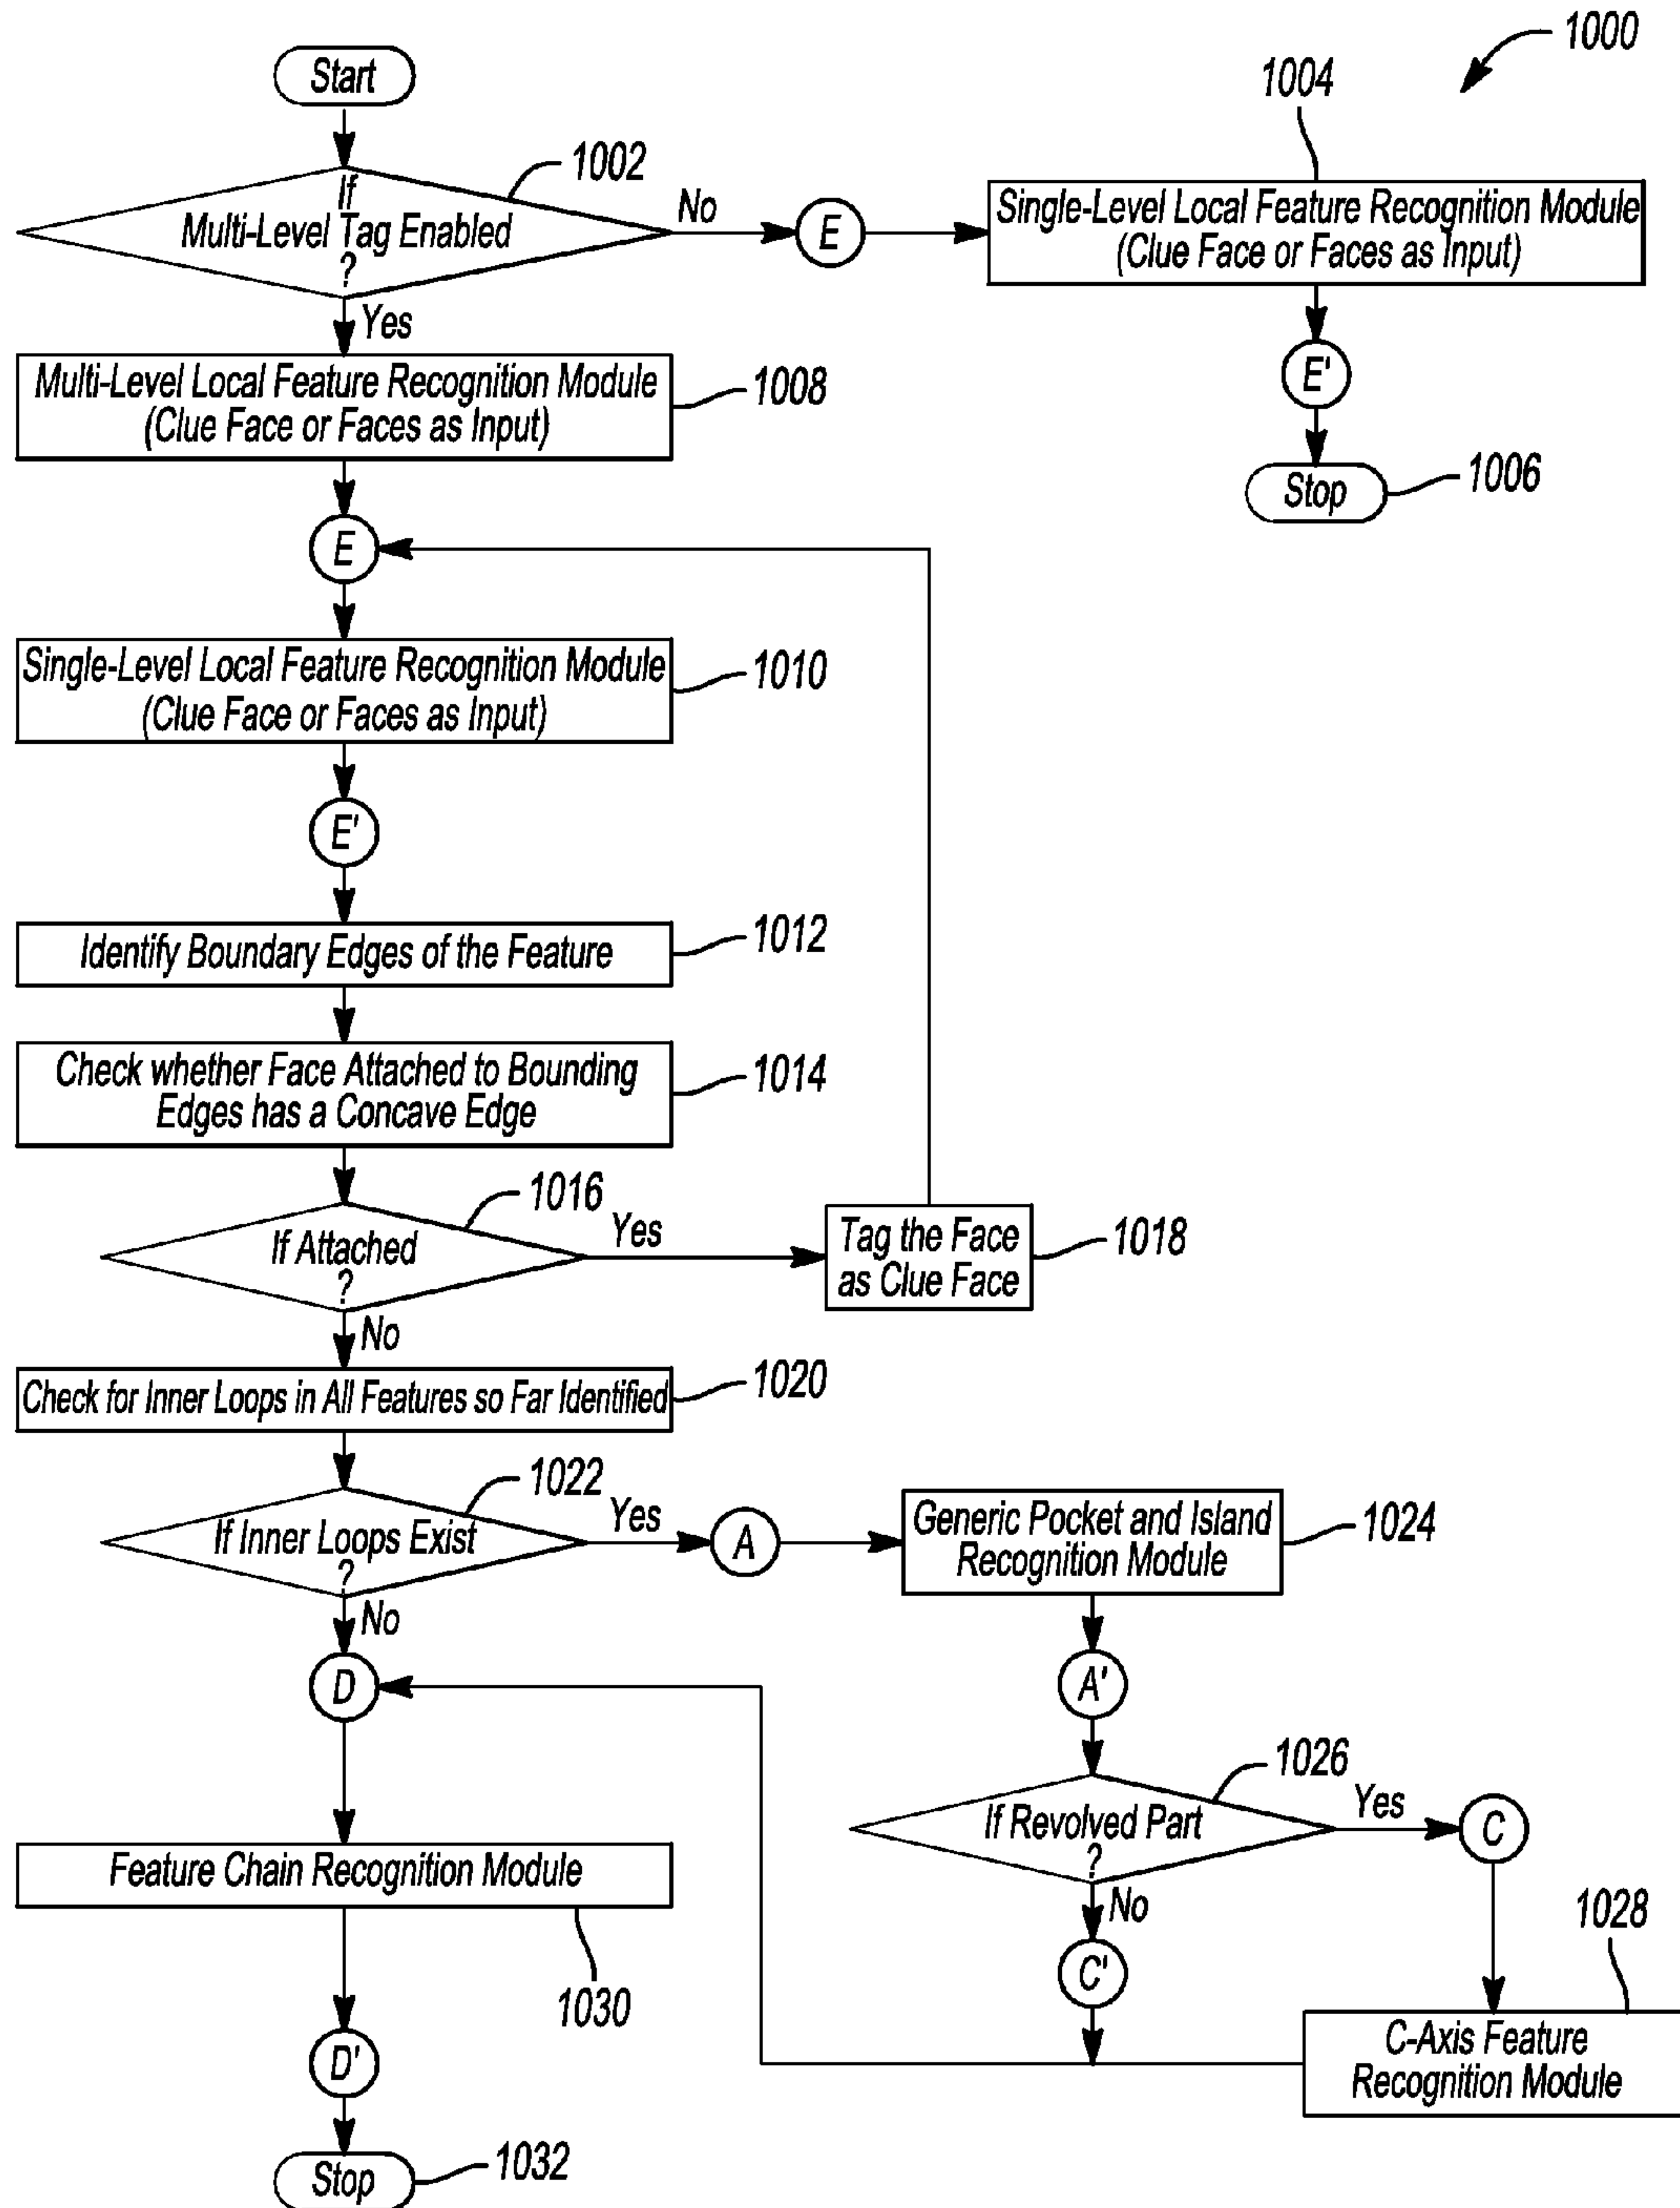 1000
Start
1004
1002
If
Multi-Level Tag Enabled
?
No
E
Single-Level Local Feature Recognition Module
(Clue Face or Faces as Input)
Yes
E'
Multi-Level Local Feature Recognition Module
(Clue Face or Faces as Input)
1008
Stop
1006
E
Single-Level Local Feature Recognition Module
(Clue Face or Faces as Input)
1010
E'
Identify Boundary Edges of the Feature
1012
Check whether Face Attached to Bounding
Edges has a Concave Edge
1014
1016
If Attached
?
Yes
Tag the Face
as Clue Face
1018
No
Check for Inner Loops in All Features so Far Identified
1020
1022
If Inner Loops Exist
?
Yes
A
Generic Pocket and Island
Recognition Module
1024
No
D
A'
1026
If Revolved Part
?
Yes
C
Feature Chain Recognition Module
No
1028
C'
1030
C-Axis Feature
Recognition Module
D'
Stop
1032